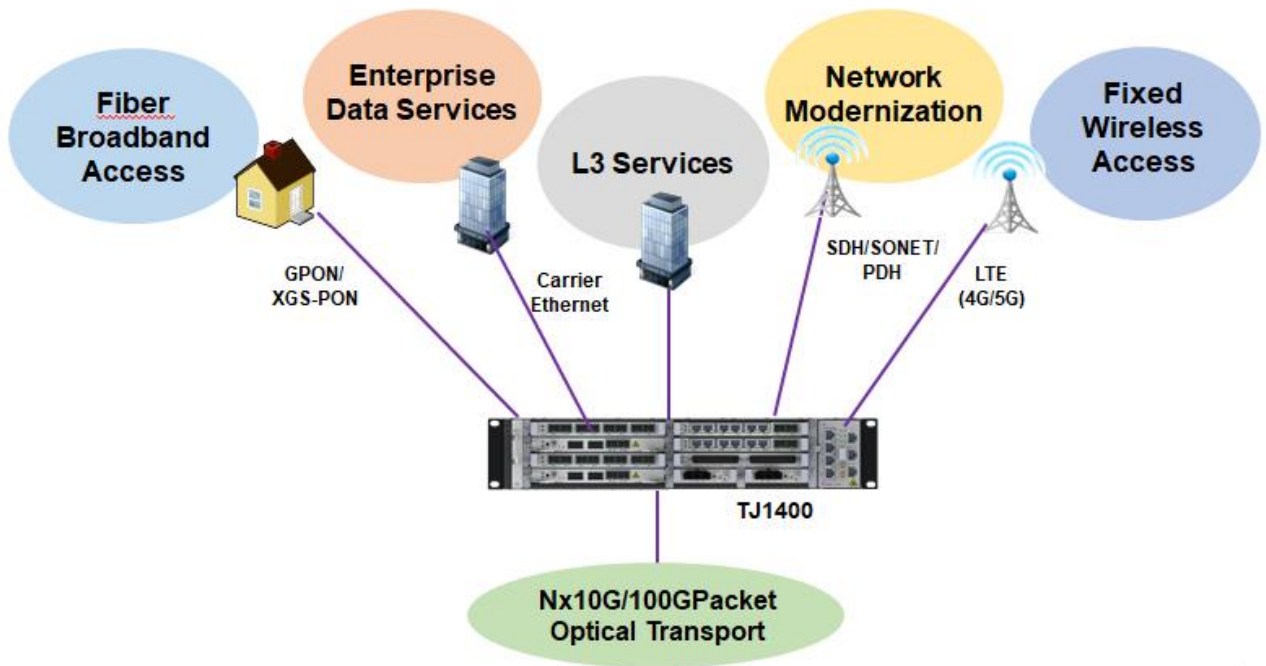 Fiber
Broadband
Access
Enterprise
Data Services
L3 Services
Network
Modernization
Fixed
Wireless
Access
GPON/
XGS-PON
Carrier
Ethernet
SDH/SONET/
PDH
LTE
(4G/5G)
TJ1400
Nx10G/100GPacket
Optical Transport